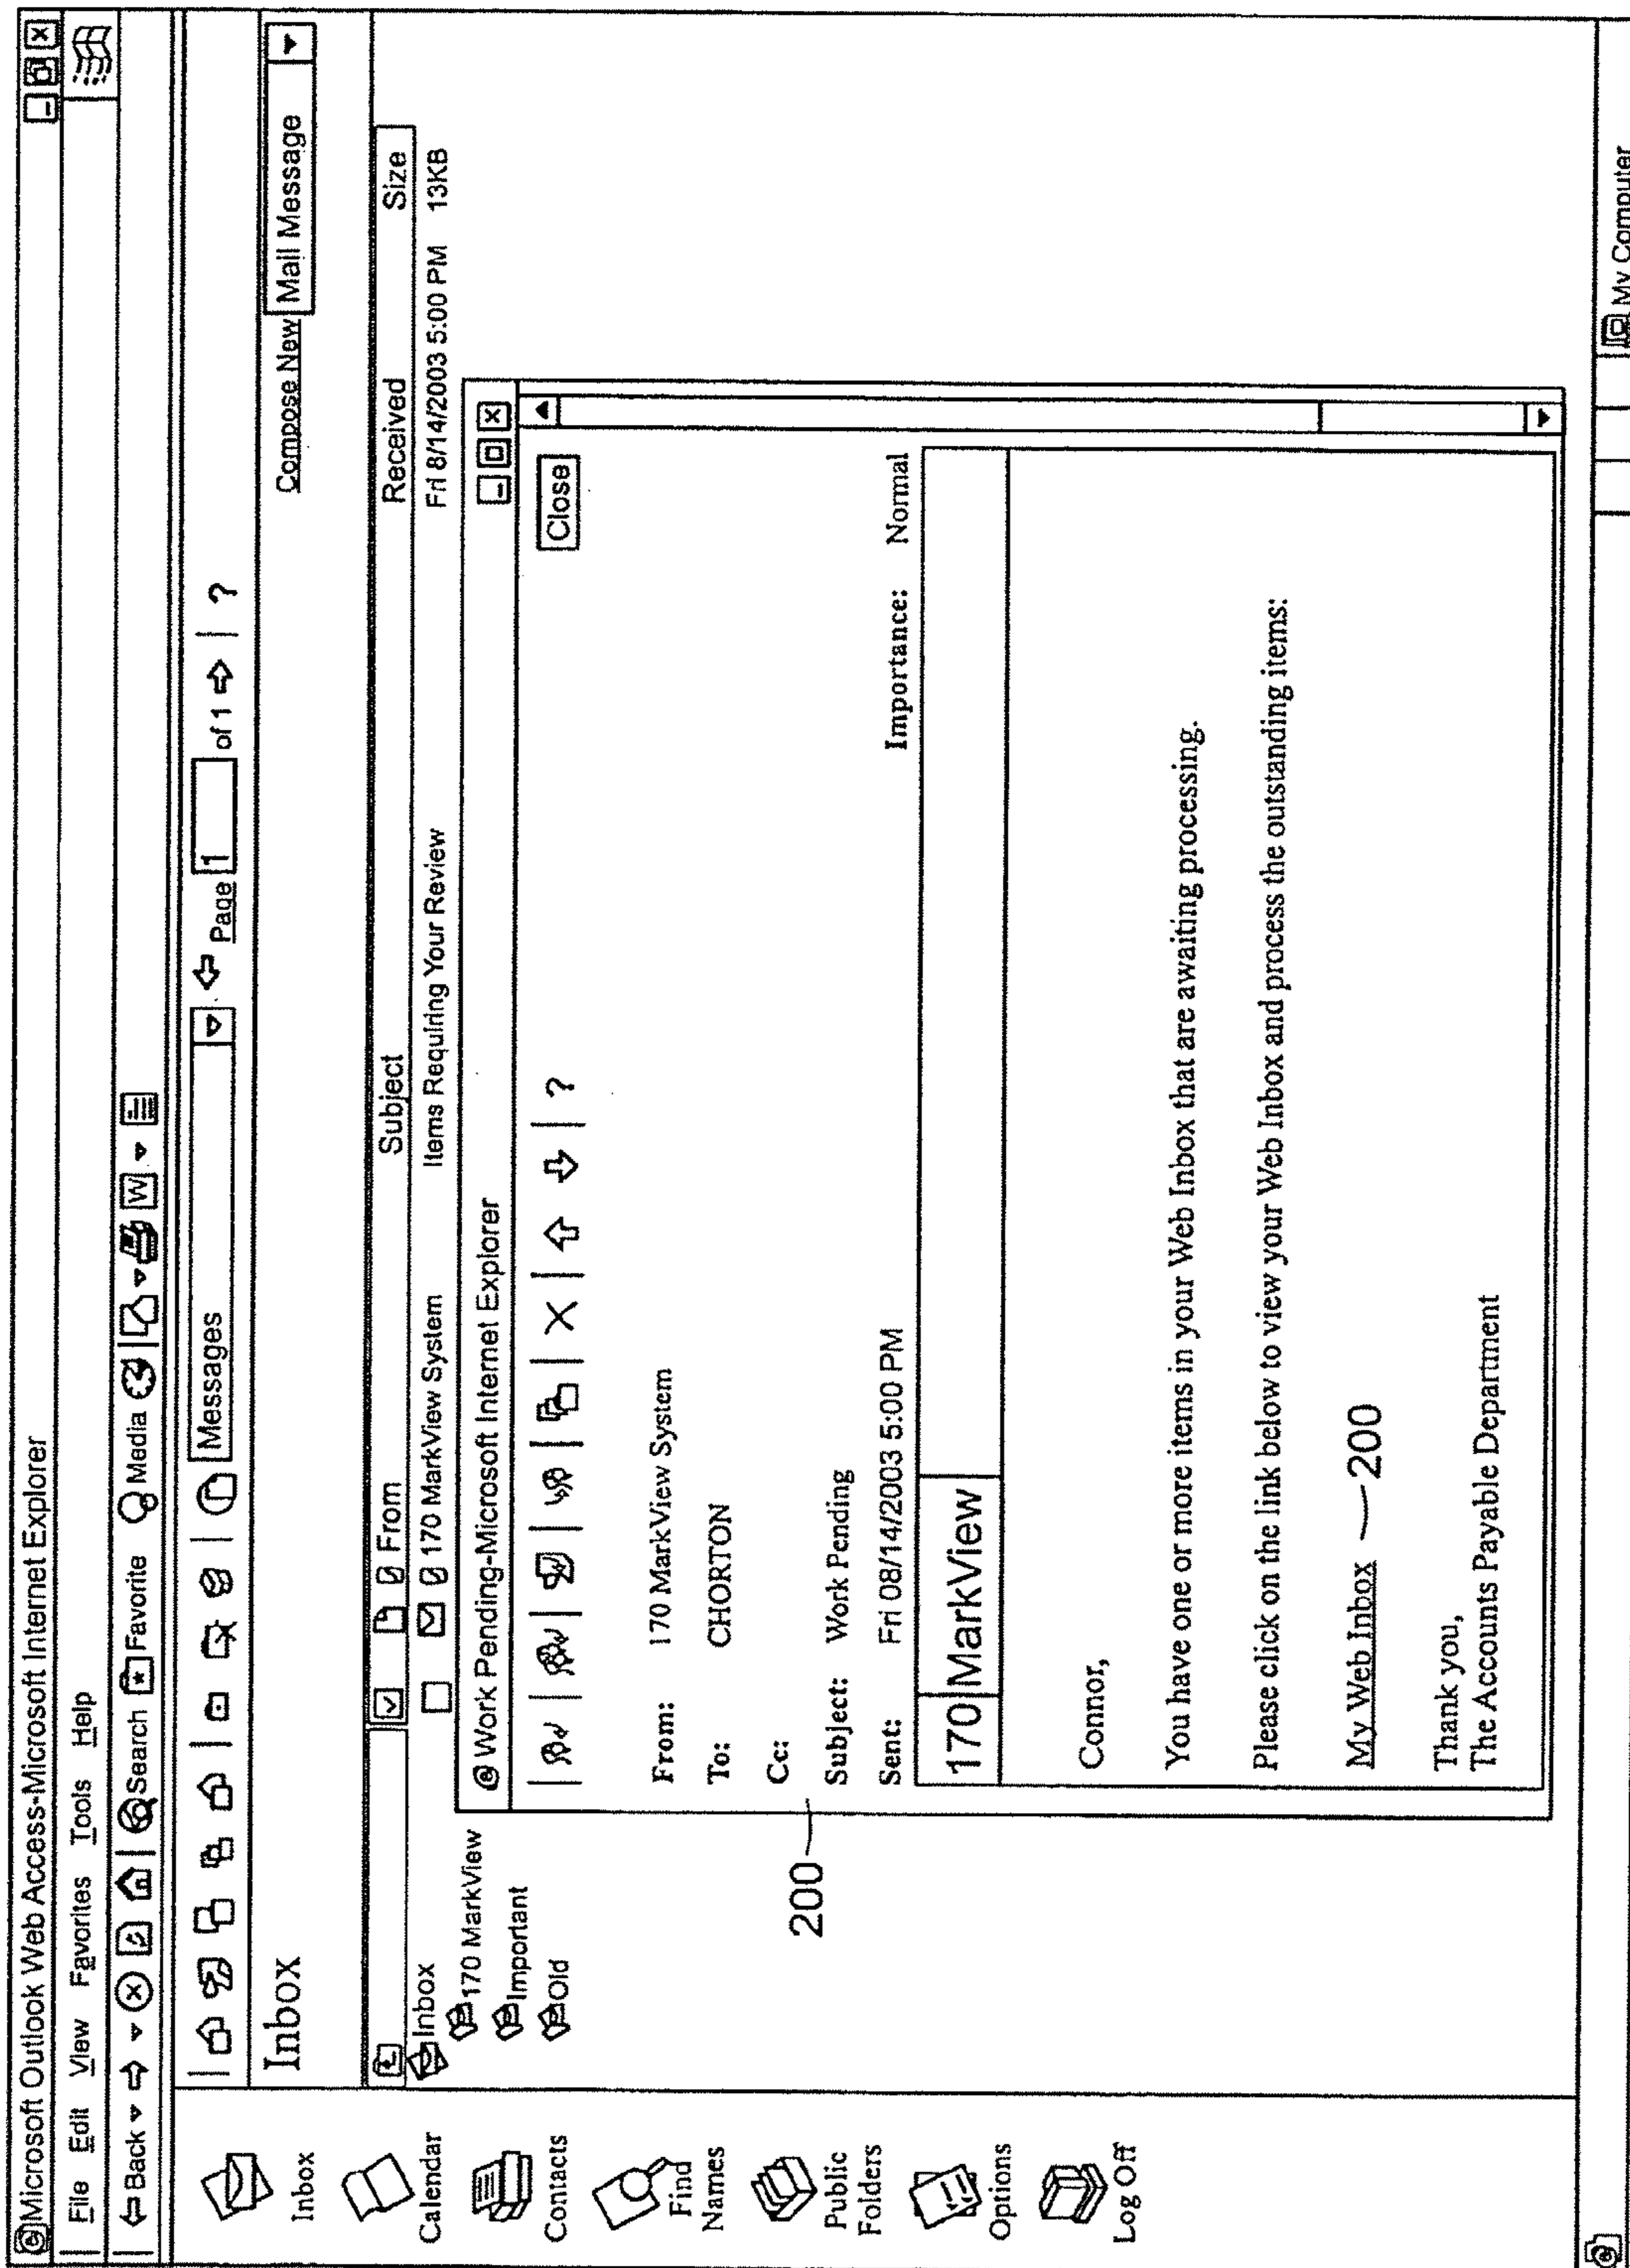 Microsoft Outlook Web Access-Microsoft Internet Explorer
File Edit View Favorites Tools Help
Back Search Favorite Media W
Messages Page 1 of 1 ?
Inbox
Compose New Mail Message
From Subject Received Size
170 MarkView System Items Requiring Your Review Fri 8/14/2003 5:00 PM 13KB
Inbox
170 MarkView
Important
Old
Inbox
Calendar
Contacts
Find
Names
Public
Folders
Options
Log Off
Work Pending-Microsoft Internet Explorer
? Close
From: 170 MarkView System
To: CHORTON
Cc:
200
Subject: Work Pending
Sent: Fri 08/14/2003 5:00 PM Importance: Normal
170 MarkView
Connor,
You have one or more items in your Web Inbox that are awaiting processing.
Please click on the link below to view your Web Inbox and process the outstanding items:
My Web Inbox 200
Thank you,
The Accounts Payable Department
My Computer